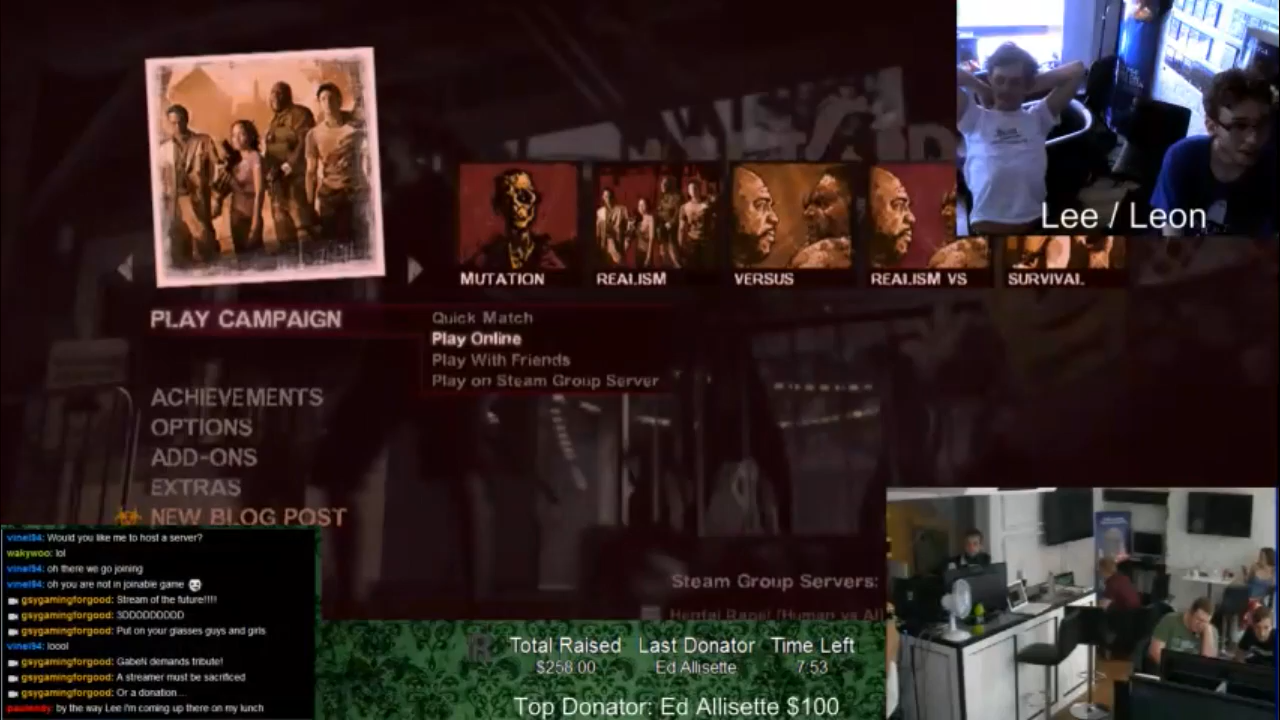 Lee / Leon
MUTATION
REALISM
VERSUS
REALISM VS
SURVIVAL
PLAY CAMPAIGN
Quick Match
Play Online
Play With Friends
Play on Steam Group Server
ACHIEVEMENTS
OPTIONS
ADD-ONS
EXTRAS
NEW BLOG POST
vinel94: Would you like me to host a server?
wakywoo: lol
vinel94: oh there we go joining
vinel94: oh you are not in joinable game
gsygamingforgood: Stream of the future!!!!
gsygamingforgood: 3DDDDDDDDD
gsygamingforgood: Put on your glasses guys and girls
vinel94: loool
gsygamingforgood: GabeN demands tribute!
gsygamingforgood: A streamer must be sacrificed
gsygamingforgood: Or a donation...
by the way Lee I'm coming up there on my lunch
Steam Group Servers:
(Human vs AI)
Total Raised Last Donator Time Left
$258.00 Ed Allisette 7:53
Top Donator: Ed Allisette $100